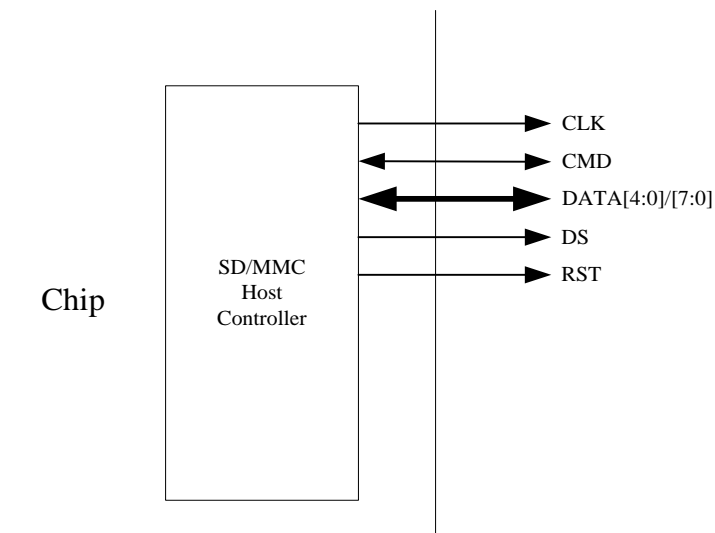 CLK
CMD
DATA[4:0]/[7:0]
DS
RST
SD/MMC
Host
Controller
Chip